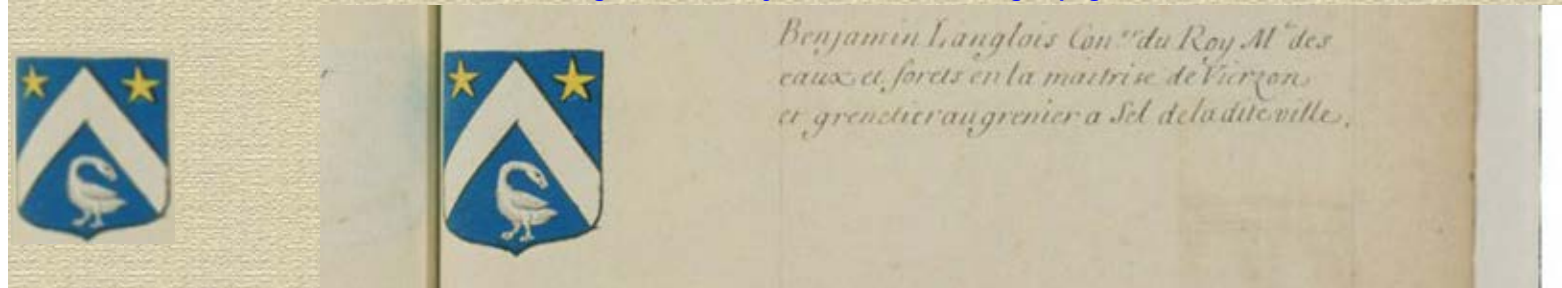 Benjamin Langlois Con.er du Roy M.e des
eaux et forets en la maitrise de Vierzon
et grenetier au grenier a Sel de la dite ville.